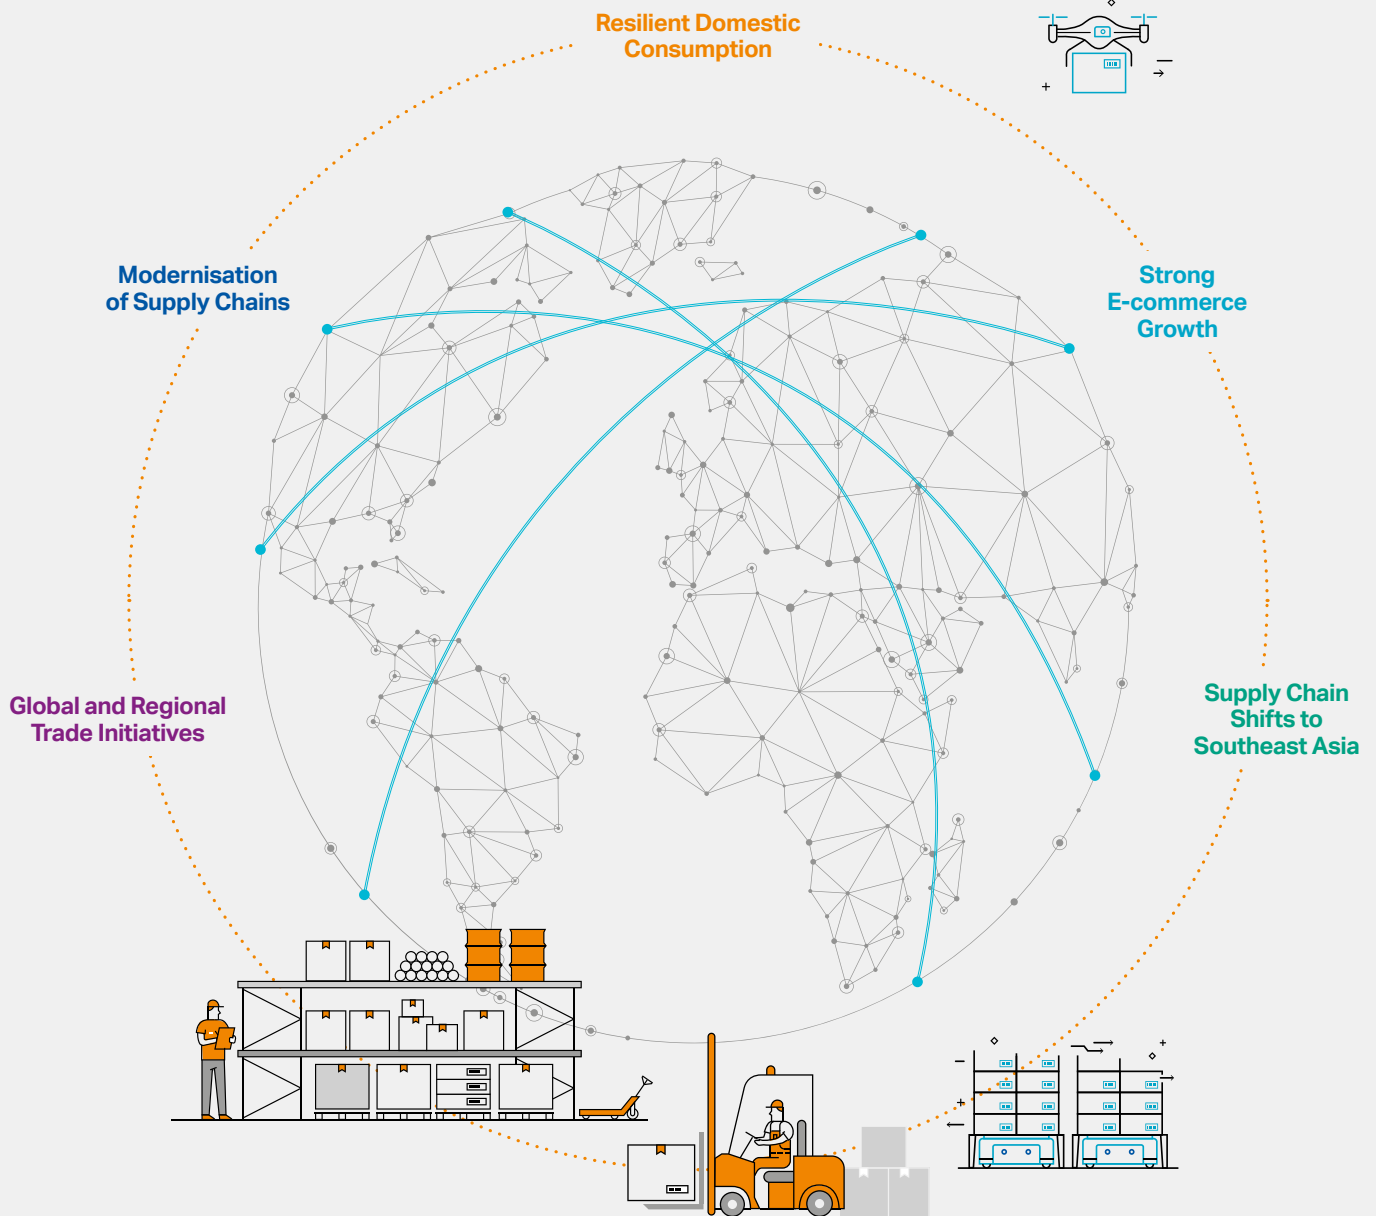 Resilient Domestic
Consumption
Modernisation
of Supply Chains
Strong
E-commerce
Growth
Global and Regional
Trade Initiatives
Supply Chain
Shifts to
Southeast Asia